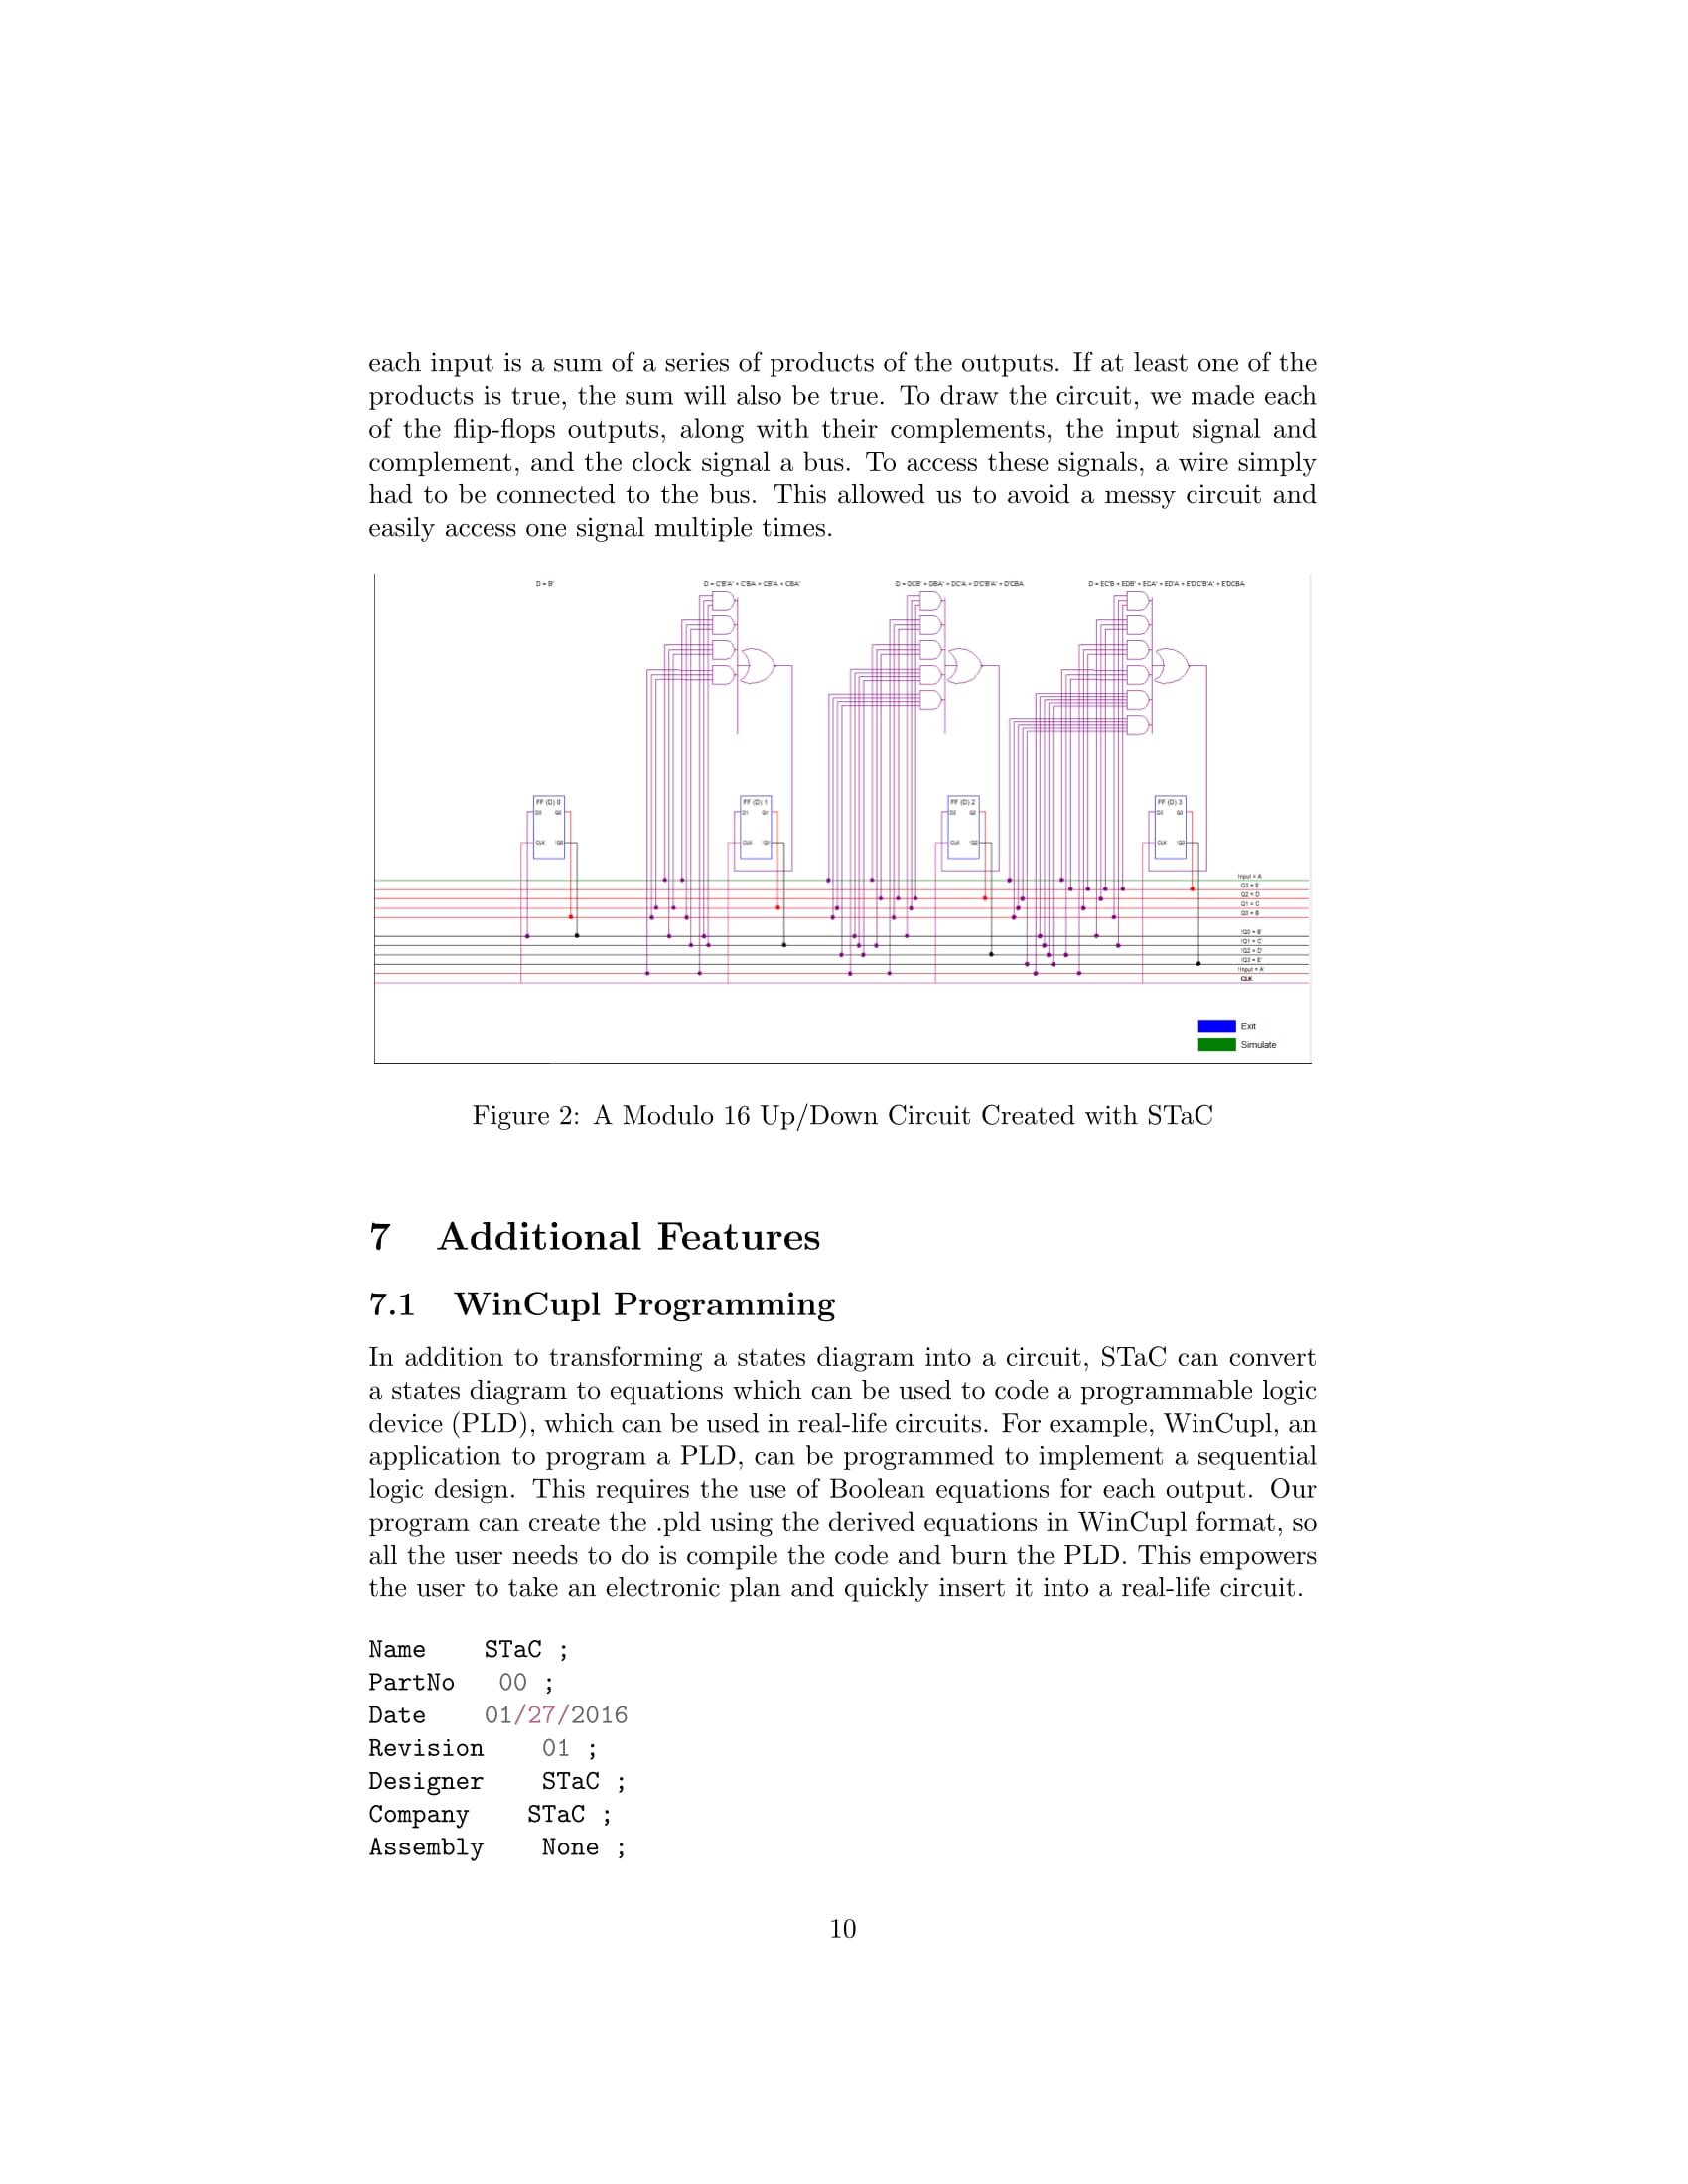 each input is a sum of a series of products of the outputs. If at least one of the
products is true, the sum will also be true. To draw the circuit, we made each
of the flip-flops outputs, along with their complements, the input signal and
complement, and the clock signal a bus. To access these signals, a wire simply
had to be connected to the bus. This allowed us to avoid a messy circuit and
easily access one signal multiple times.
D = B'
D = C'B'A' + C'BA + CB'A + CBA'
D = DCB' + DBA' + DC'A + D'C'B'A' + D'CBA
D = EC'B + EDB' + ECA' + ED'A + E'D'C'B'A' + E'DCBA
FF (D) 0
D0 Q0
CLK !Q0
FF (D) 1
D1 Q1
CLK !Q1
FF (D) 2
D2 Q2
CLK !Q2
FF (D) 3
D3 Q3
CLK !Q3
Input = A
Q3 = E
Q2 = D
Q1 = C
Q0 = B
!Q0 = B'
!Q1 = C'
!Q2 = D'
!Q3 = E'
!Input = A'
CLK
Exit
Simulate
Figure 2: A Modulo 16 Up/Down Circuit Created with STaC
7 Additional Features
7.1 WinCupl Programming
In addition to transforming a states diagram into a circuit, STaC can convert
a states diagram to equations which can be used to code a programmable logic
device (PLD), which can be used in real-life circuits. For example, WinCupl, an
application to program a PLD, can be programmed to implement a sequential
logic design. This requires the use of Boolean equations for each output. Our
program can create the .pld using the derived equations in WinCupl format, so
all the user needs to do is compile the code and burn the PLD. This empowers
the user to take an electronic plan and quickly insert it into a real-life circuit.
Name STaC ;
PartNo 00 ;
Date 01/27/2016
Revision 01 ;
Designer STaC ;
Company STaC ;
Assembly None ;
10